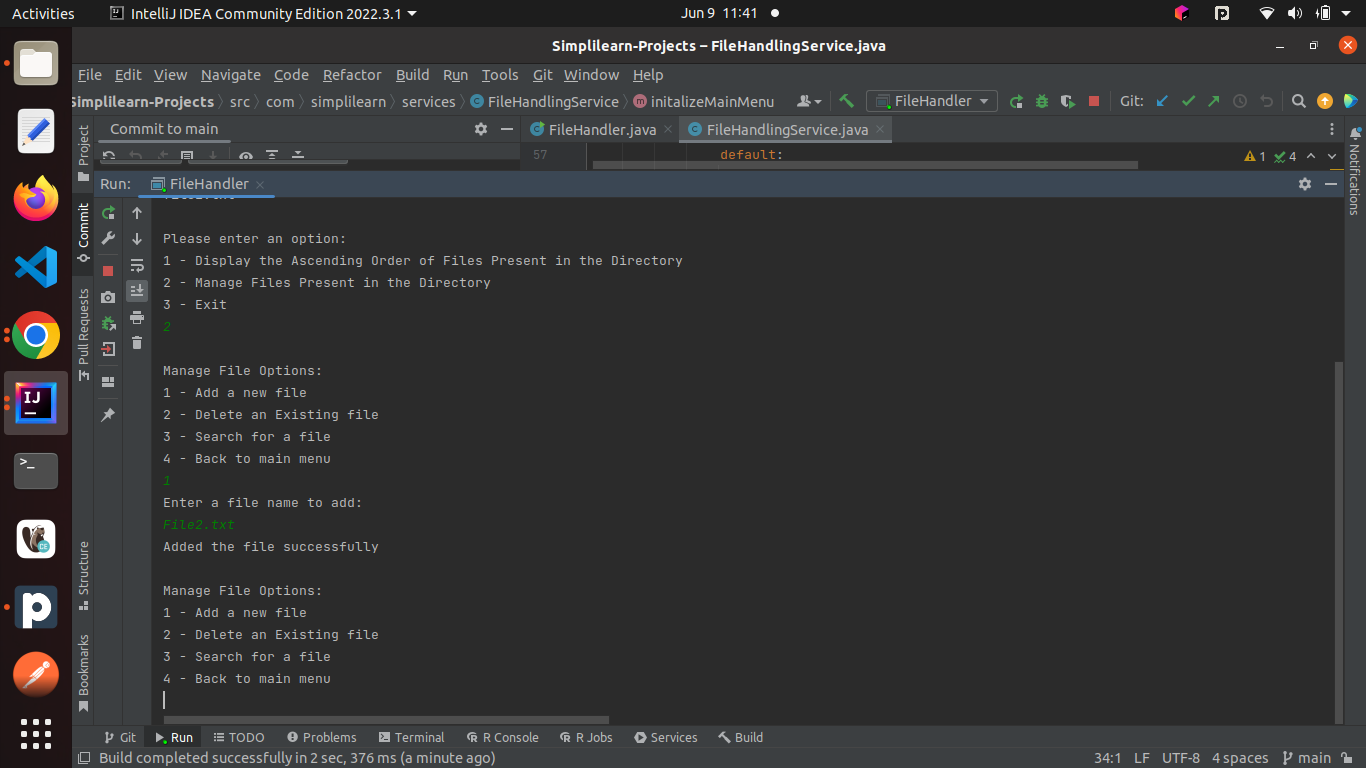 Activities
IntelliJ IDEA Community Edition 2022.3.1
Jun 9 11:41
Simplilearn-Projects – FileHandlingService.java
File Edit View Navigate Code Refactor Build Run Tools Git Window Help
Simplilearn-Projects src com simplilearn services FileHandlingService initalizeMainMenu
FileHandler
Git:
Project
Commit to main
FileHandler.java
FileHandlingService.java
57
default:
1
4
Notifications
Run:
FileHandler
Commit
Pull Requests
Structure
Bookmarks
Please enter an option:
1 - Display the Ascending Order of Files Present in the Directory
2 - Manage Files Present in the Directory
3 - Exit
2
Manage File Options:
1 - Add a new file
2 - Delete an Existing file
3 - Search for a file
4 - Back to main menu
1
Enter a file name to add:
File2.txt
Added the file successfully
Manage File Options:
1 - Add a new file
2 - Delete an Existing file
3 - Search for a file
4 - Back to main menu
Git Run TODO Problems Terminal R Console R Jobs Services Build
Build completed successfully in 2 sec, 376 ms (a minute ago)
34:1 LF UTF-8 4 spaces main